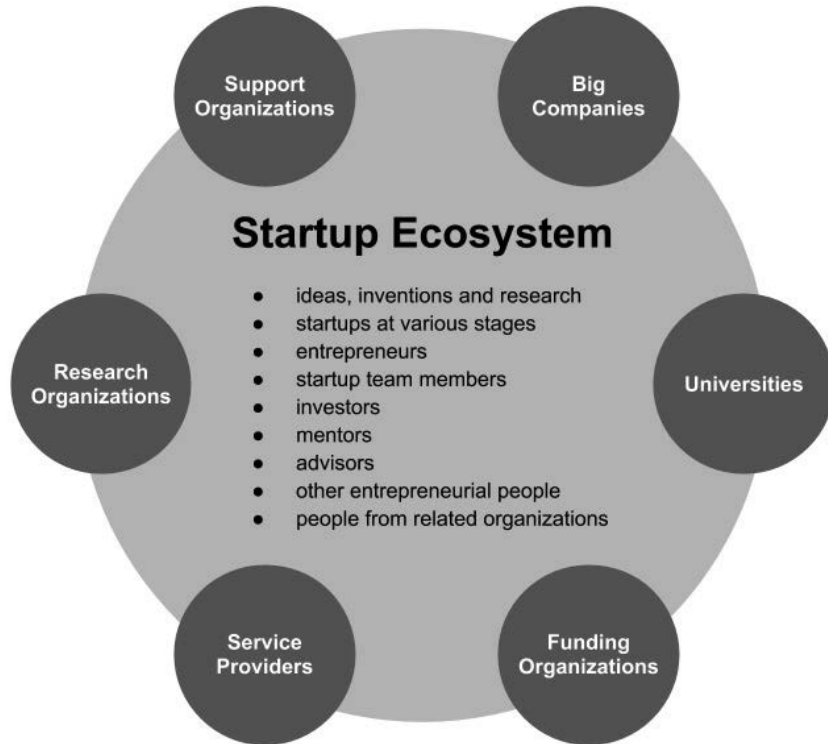 Support
Organizations
Big
Companies
Startup Ecosystem
● ideas, inventions and research
● startups at various stages
● entrepreneurs
● startup team members
● investors
● mentors
● advisors
● other entrepreneurial people
● people from related organizations
Research
Organizations
Universities
Service
Providers
Funding
Organizations